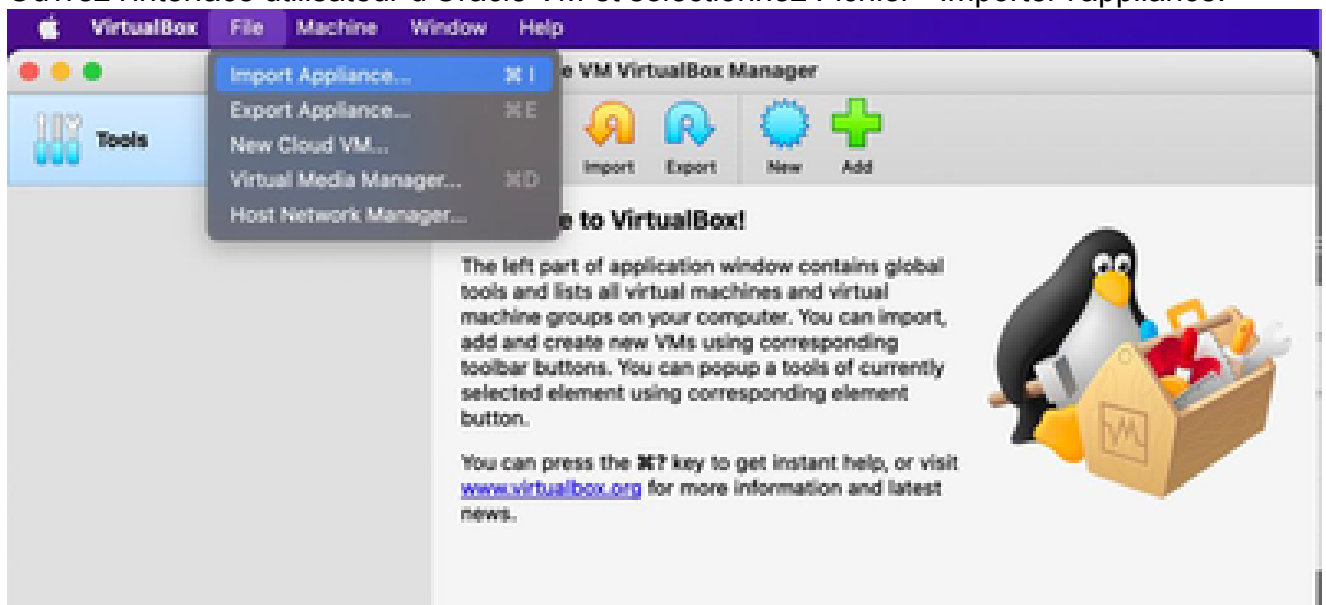 VirtualBox File Machine Window Help
Import Appliance... ⌘ I
Export Appliance... ⌘ E
New Cloud VM...
Virtual Media Manager... ⌘ D
Host Network Manager...
VM VirtualBox Manager
Tools
Import Export New Add
to VirtualBox!
The left part of application window contains global
tools and lists all virtual machines and virtual
machine groups on your computer. You can import,
add and create new VMs using corresponding
toolbar buttons. You can popup a tools of currently
selected element using corresponding element
button.
You can press the ⌘? key to get instant help, or visit
www.virtualbox.org for more information and latest
news.